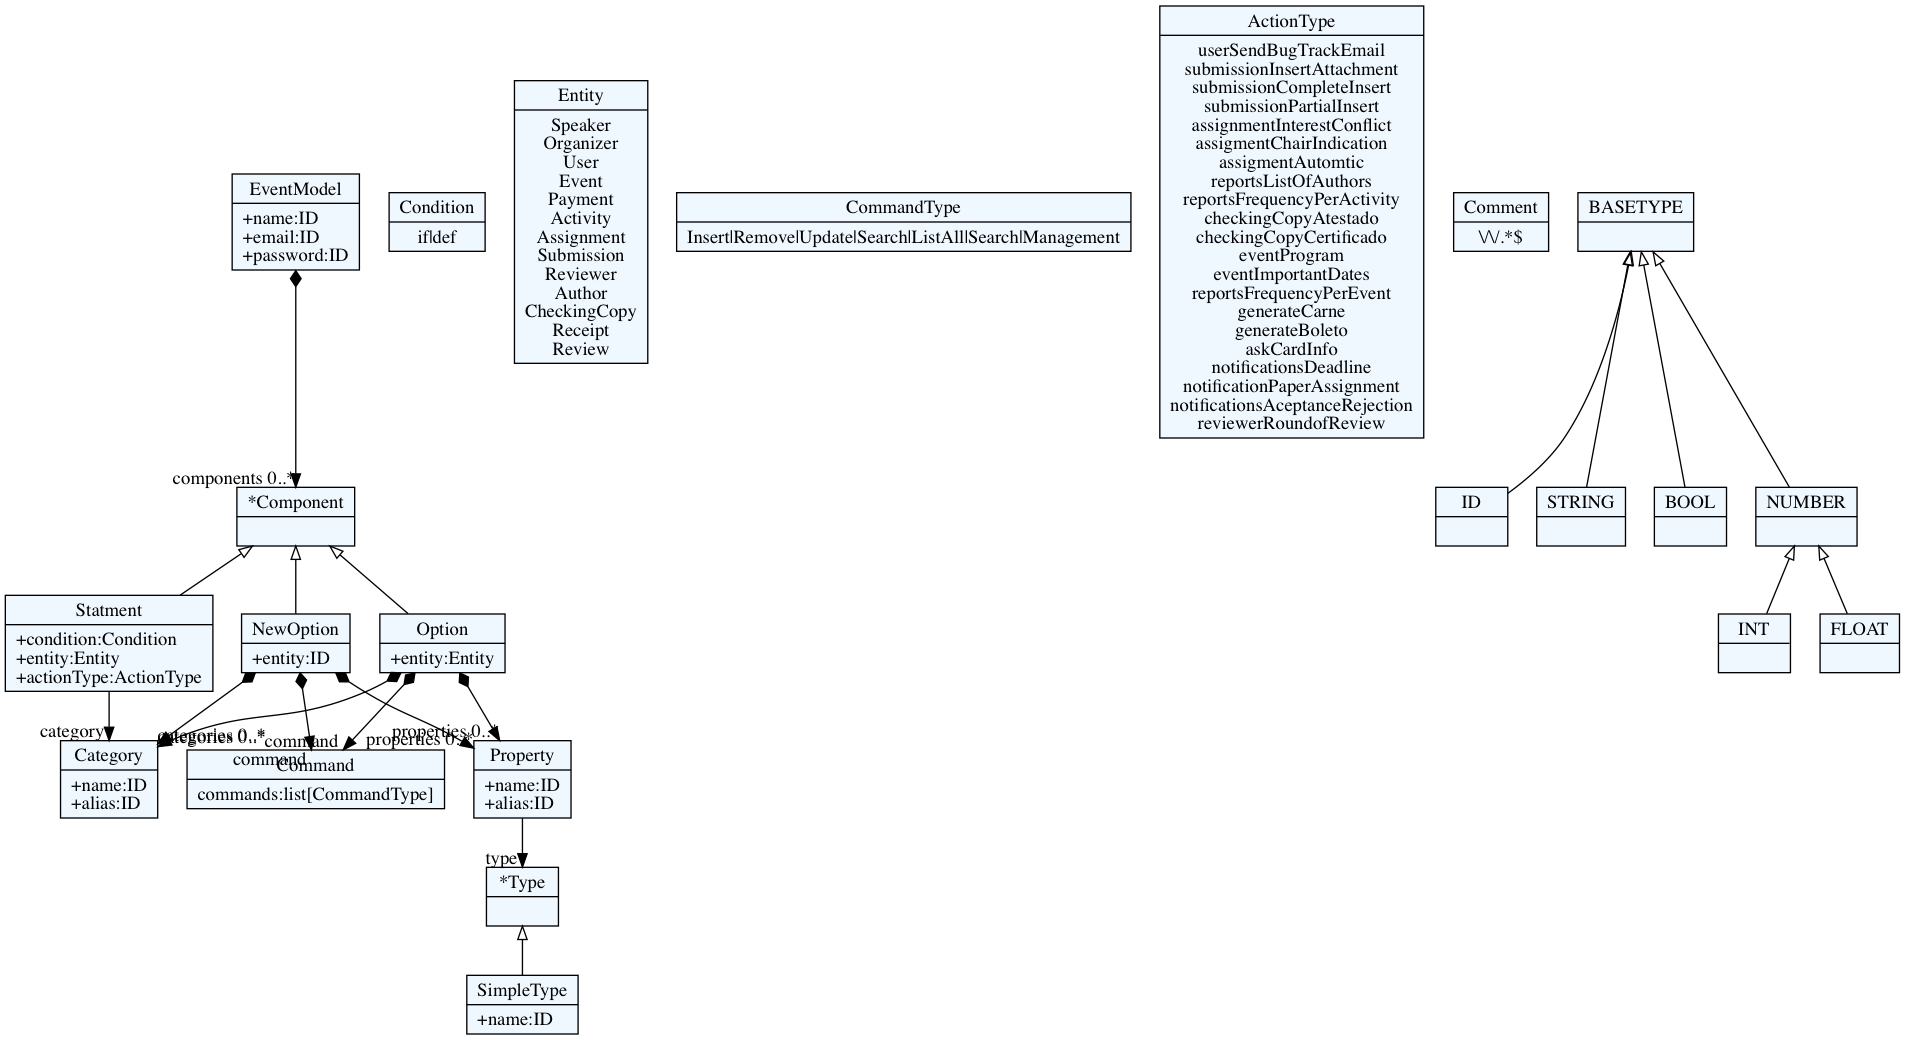 ActionType
userSendBugTrackEmail
submissionInsertAttachment
submissionCompleteInsert
submissionPartialInsert
assignmentInterestConflict
assigmentChairIndication
assigmentAutomtic
reportsListOfAuthors
reportsFrequencyPerActivity
checkingCopyAtestado
checkingCopyCertificado
eventProgram
eventImportantDates
reportsFrequencyPerEvent
generateCarne
generateBoleto
askCardInfo
notificationsDeadline
notificationPaperAssignment
notificationsAceptanceRejection
reviewerRoundofReview
Entity
Speaker
Organizer
User
Event
Payment
Activity
Assignment
Submission
Reviewer
Author
CheckingCopy
Receipt
Review
EventModel
+name:ID
+email:ID
+password:ID
Condition
if|def
CommandType
Insert|Remove|Update|Search|ListAll|Search|Management
Comment
\/\/.*$
BASETYPE
components 0..*
*Component
ID
STRING
BOOL
NUMBER
Statment
+condition:Condition
+entity:Entity
+actionType:ActionType
NewOption
+entity:ID
Option
+entity:Entity
INT
FLOAT
category
categories 0..*
categories 0..*
command
command
properties 0..*
properties 0..*
Category
+name:ID
+alias:ID
Command
commands:list[CommandType]
Property
+name:ID
+alias:ID
type
*Type
SimpleType
+name:ID